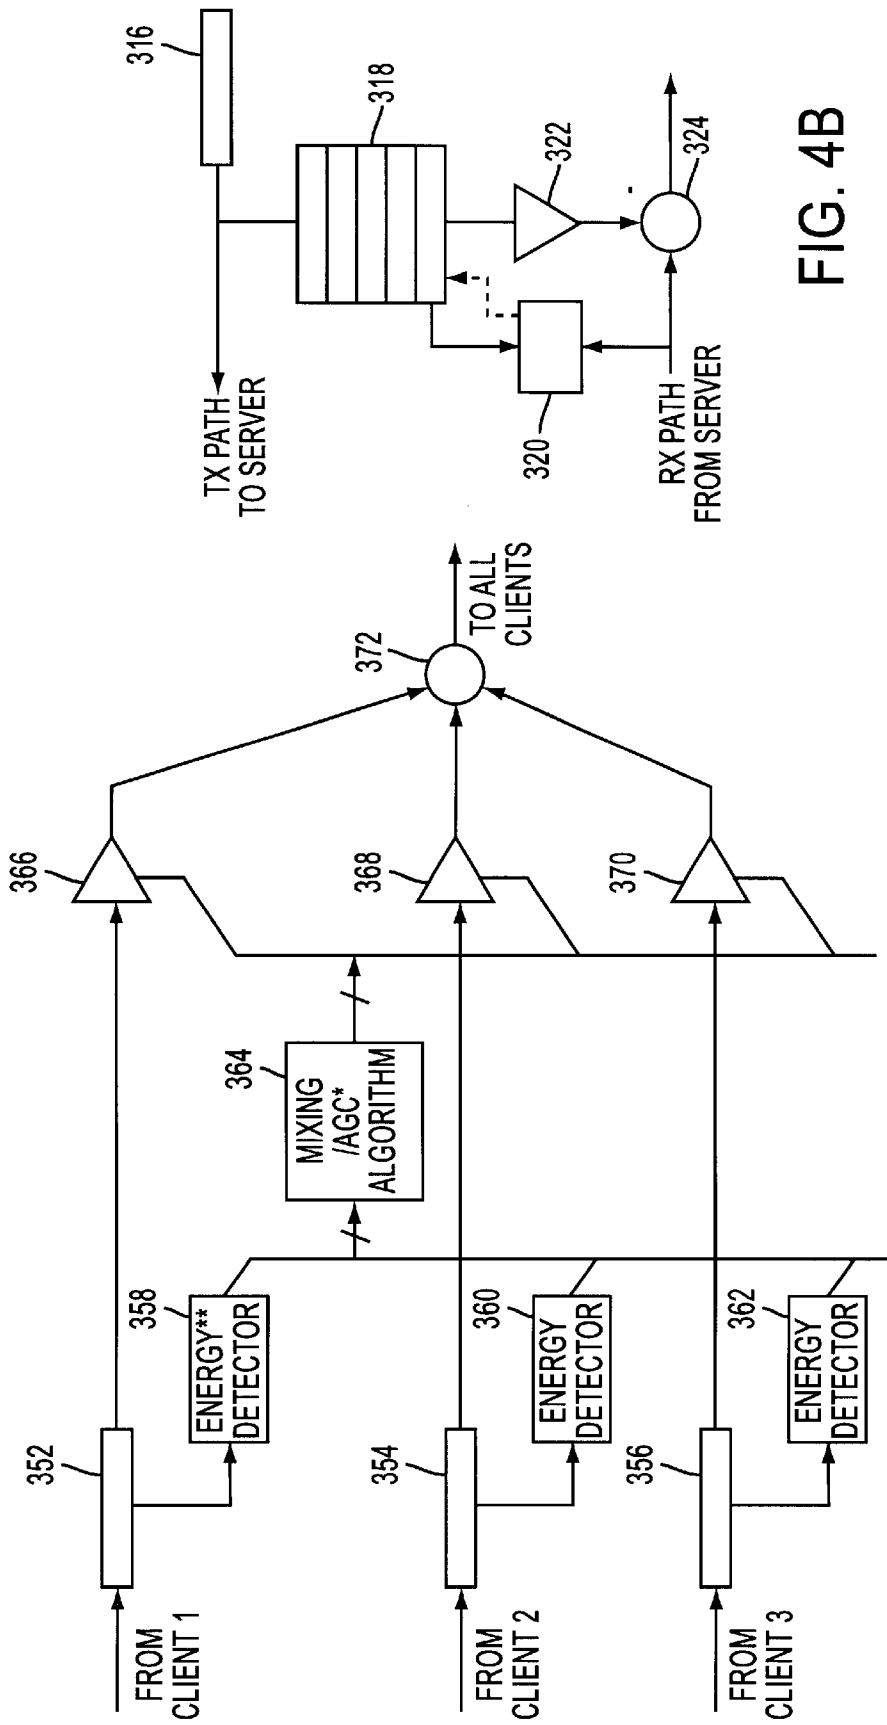 352
FROM
CLIENT 1
358
ENERGY**
DETECTOR
364
MIXING
/AGC*
ALGORITHM
366
354
FROM
CLIENT 2
360
ENERGY
DETECTOR
368
356
FROM
CLIENT 3
362
ENERGY
DETECTOR
370
372
TO ALL
CLIENTS
316
TX PATH
TO SERVER
318
320
322
RX PATH
FROM SERVER
324
FIG. 4B